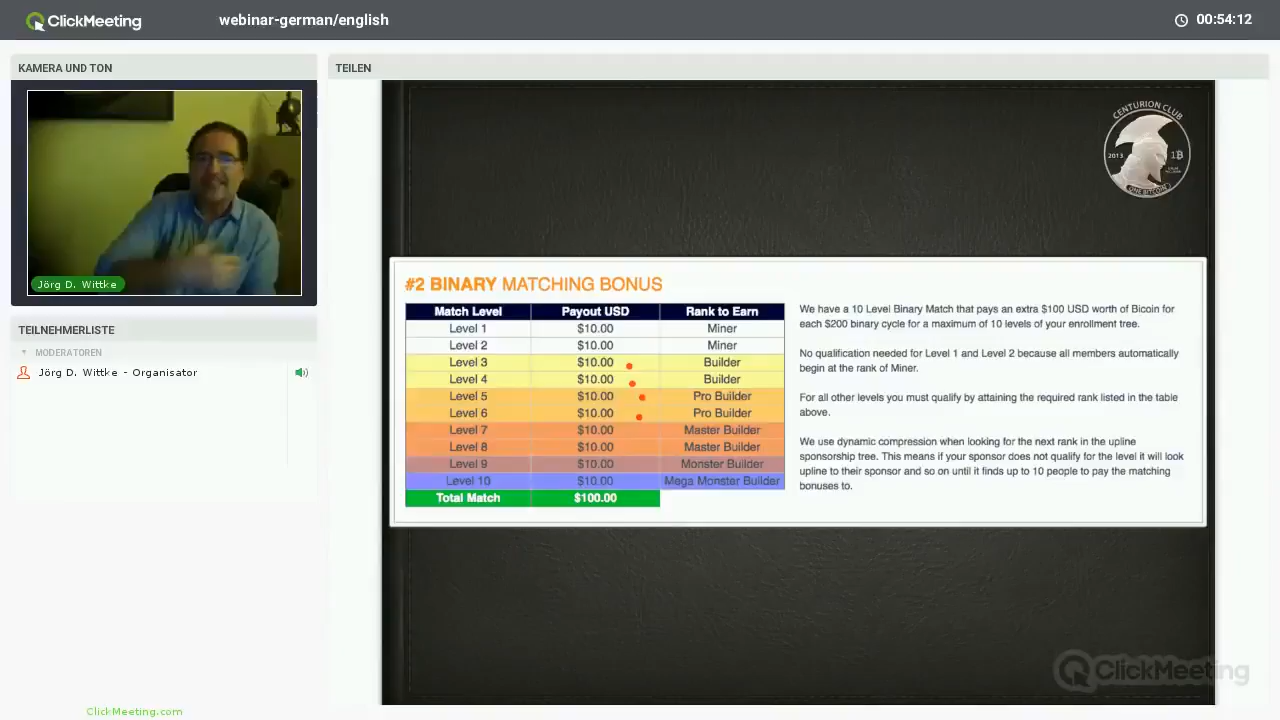 ClickMeeting
webinar-german/english
00:54:12
KAMERA UND TON
Jörg D. Wittke
TEILNEHMERLISTE
MODERATOREN
Jörg D. Wittke - Organisator
ClickMeeting.com
TEILEN
CENTURION CLUB
2013
1₿
ONE BITCOIN
#2 BINARY MATCHING BONUS
Match Level Payout USD Rank to Earn
Level 1 $10.00 Miner
Level 2 $10.00 Miner
Level 3 $10.00 Builder
Level 4 $10.00 Builder
Level 5 $10.00 Pro Builder
Level 6 $10.00 Pro Builder
Level 7 $10.00 Master Builder
Level 8 $10.00 Master Builder
Level 9 $10.00 Monster Builder
Level 10 $10.00 Mega Monster Builder
Total Match $100.00
We have a 10 Level Binary Match that pays an extra $100 USD worth of Bicoin for
each $200 binary cycle for a maximum of 10 levels of your enrollment tree.
No qualification needed for Level 1 and Level 2 because all members automatically
begin at the rank of Miner.
For all other levels you must qualify by attaining the required rank listed in the table
above.
We use dynamic compression when looking for the next rank in the upline
sponsorship tree. This means if your sponsor does not qualify for the level it will look
upline to their sponsor and so on until it finds up to 10 people to pay the matching
bonuses to.
ClickMeeting